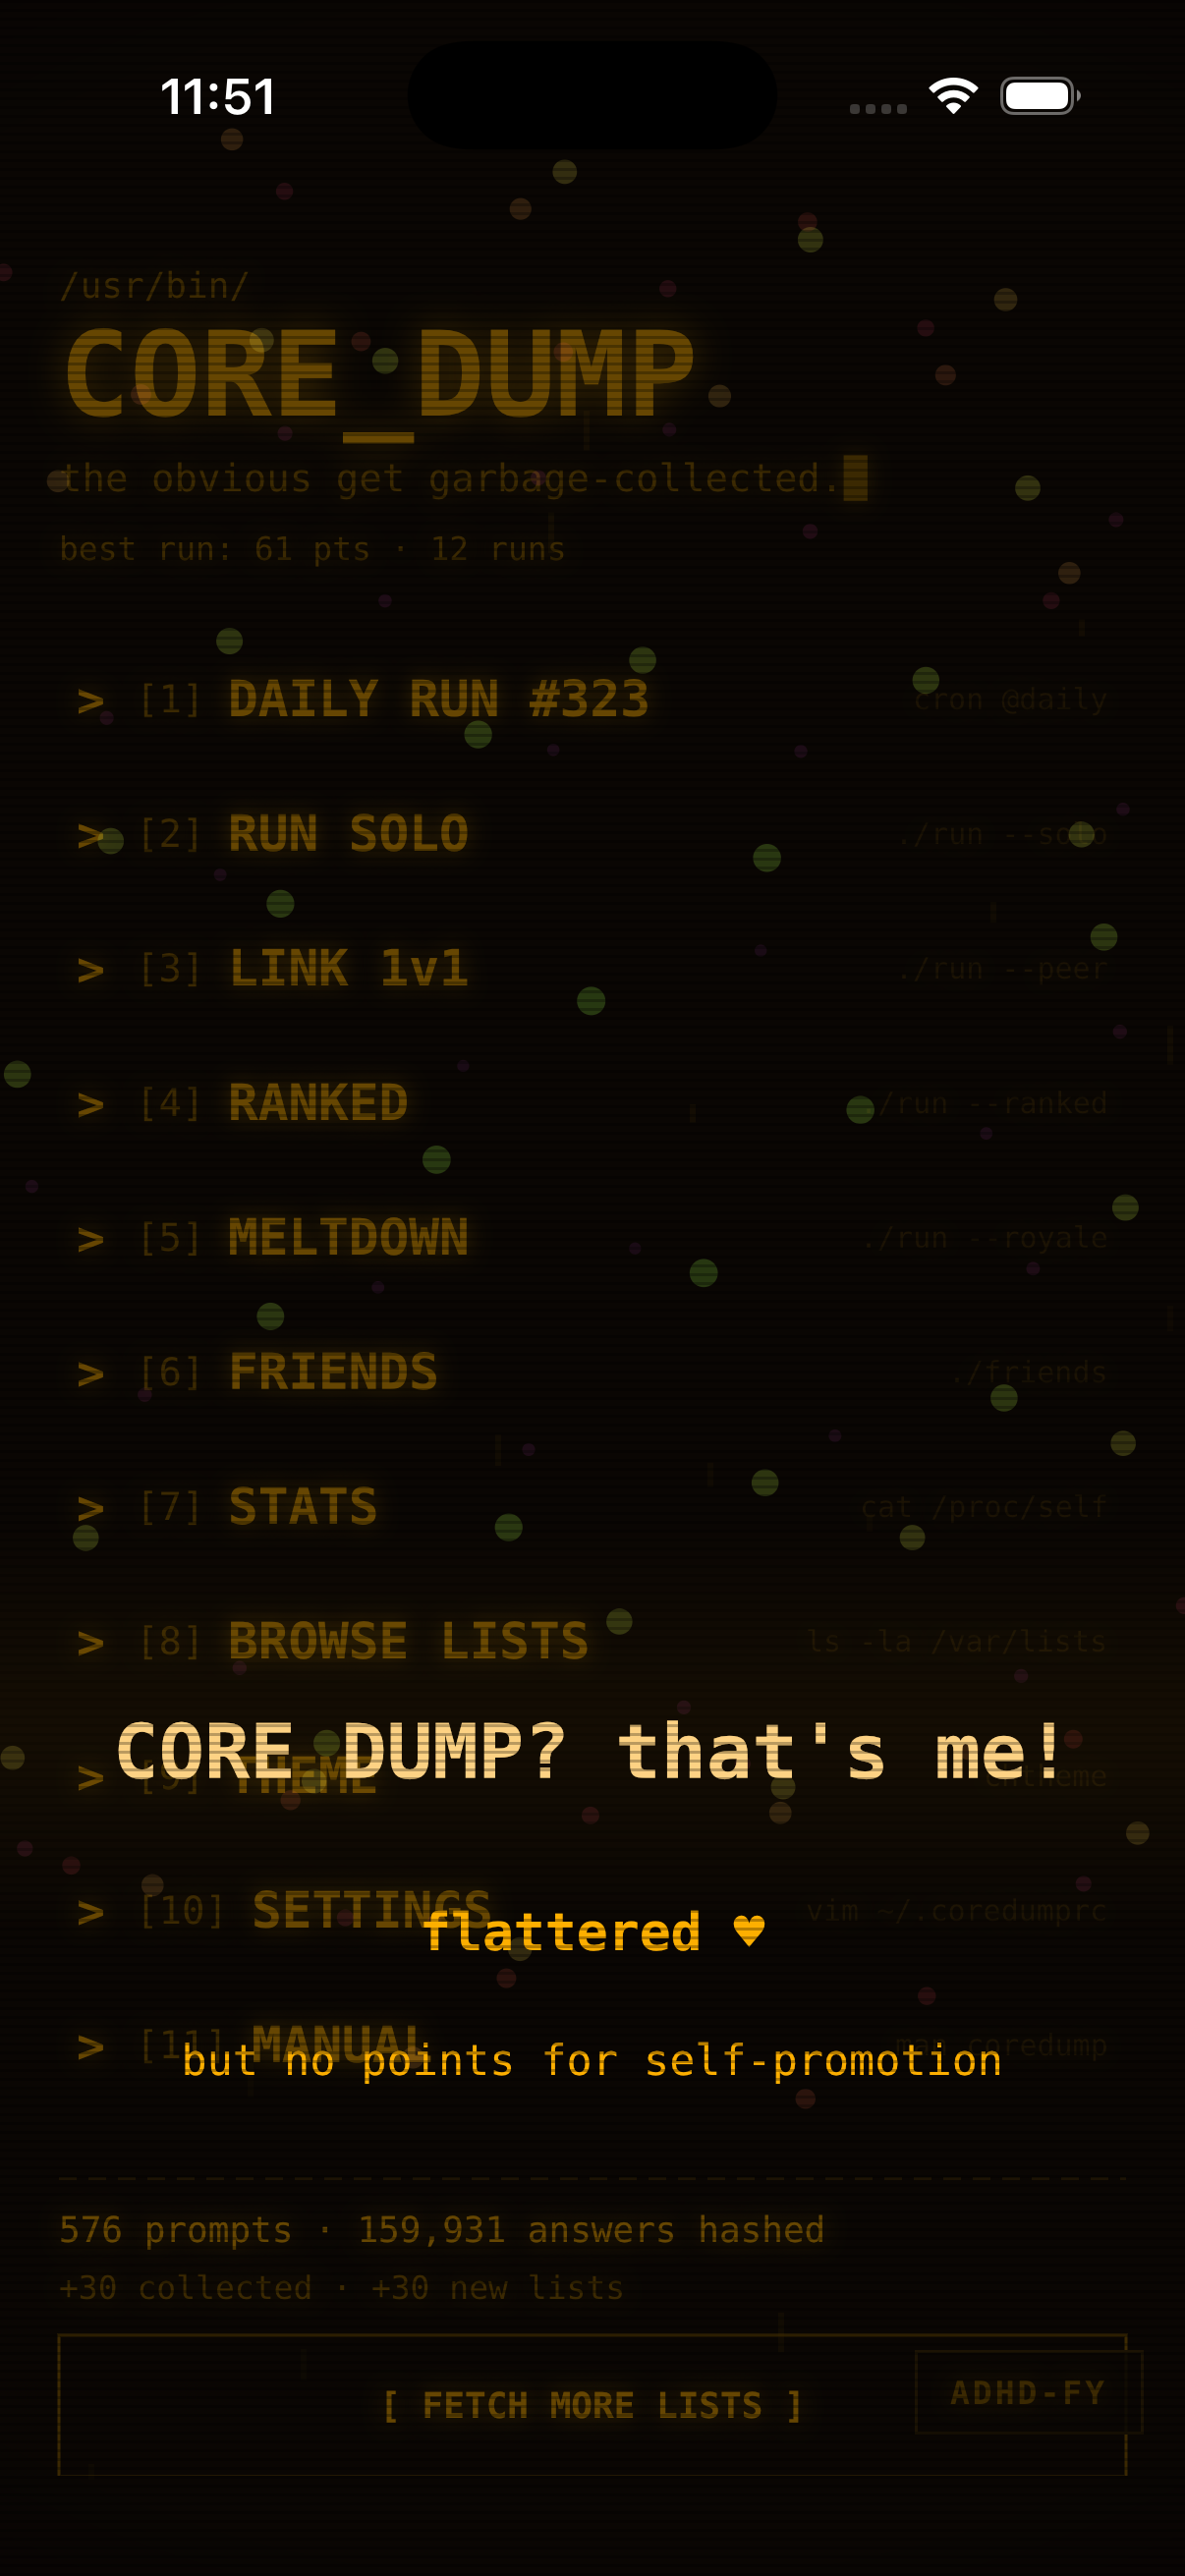 11:51
/usr/bin/
CORE_DUMP
the obvious get garbage-collected.
best run: 61 pts · 12 runs
> [1] DAILY RUN #323 cron @daily
> [2] RUN SOLO ./run --solo
> [3] LINK 1v1 ./run --peer
> [4] RANKED ./run --ranked
> [5] MELTDOWN ./run --royale
> [6] FRIENDS ./friends
> [7] STATS cat /proc/self
> [8] BROWSE LISTS ls -la /var/lists
CORE DUMP? that's me!
> [9] THEME
> [10] SETTINGS vim ~/.coredumprc
flattered ♥
> [11] MANUAL man coredump
but no points for self-promotion
576 prompts · 159,931 answers hashed
+30 collected · +30 new lists
[ FETCH MORE LISTS ]
ADHD-FY